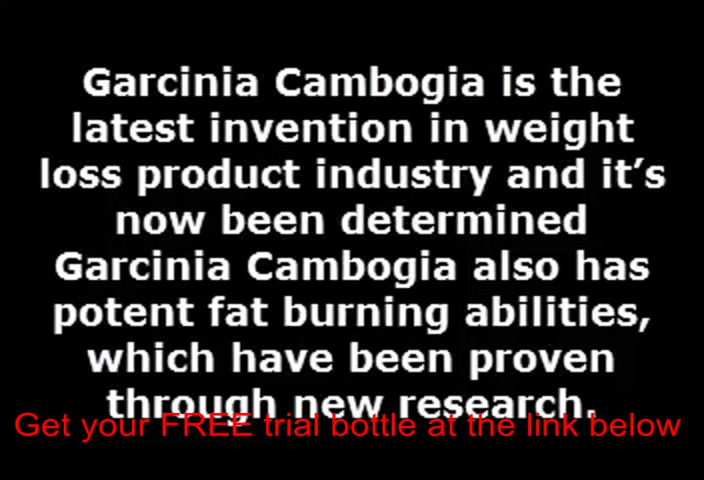 Garcinia Cambogia is the
latest invention in weight
loss product industry and it’s
now been determined
Garcinia Cambogia also has
potent fat burning abilities,
which have been proven
through new research.
Get your FREE trial bottle at the link below